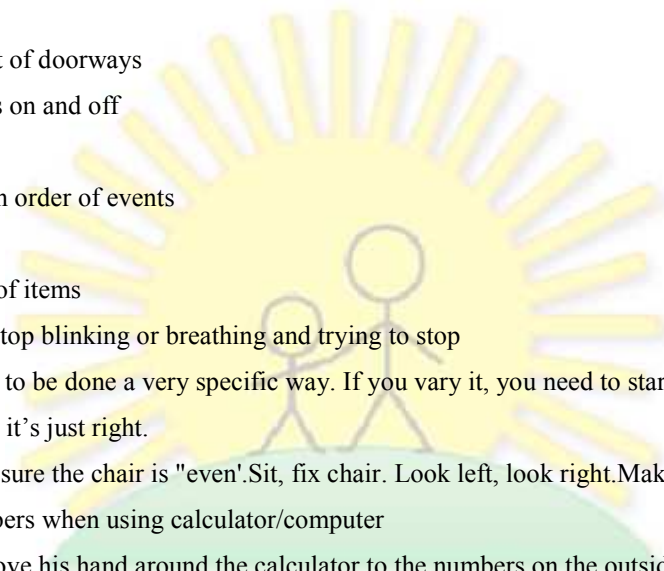 of doorways
on and off
order of events
of items
top blinking or breathing and trying to stop
to be done a very specific way. If you vary it, you need to star
it’s just right.
sure the chair is "even'.Sit, fix chair. Look left, look right.Mak
bers when using calculator/computer
ove his hand around the calculator to the numbers on the outsid